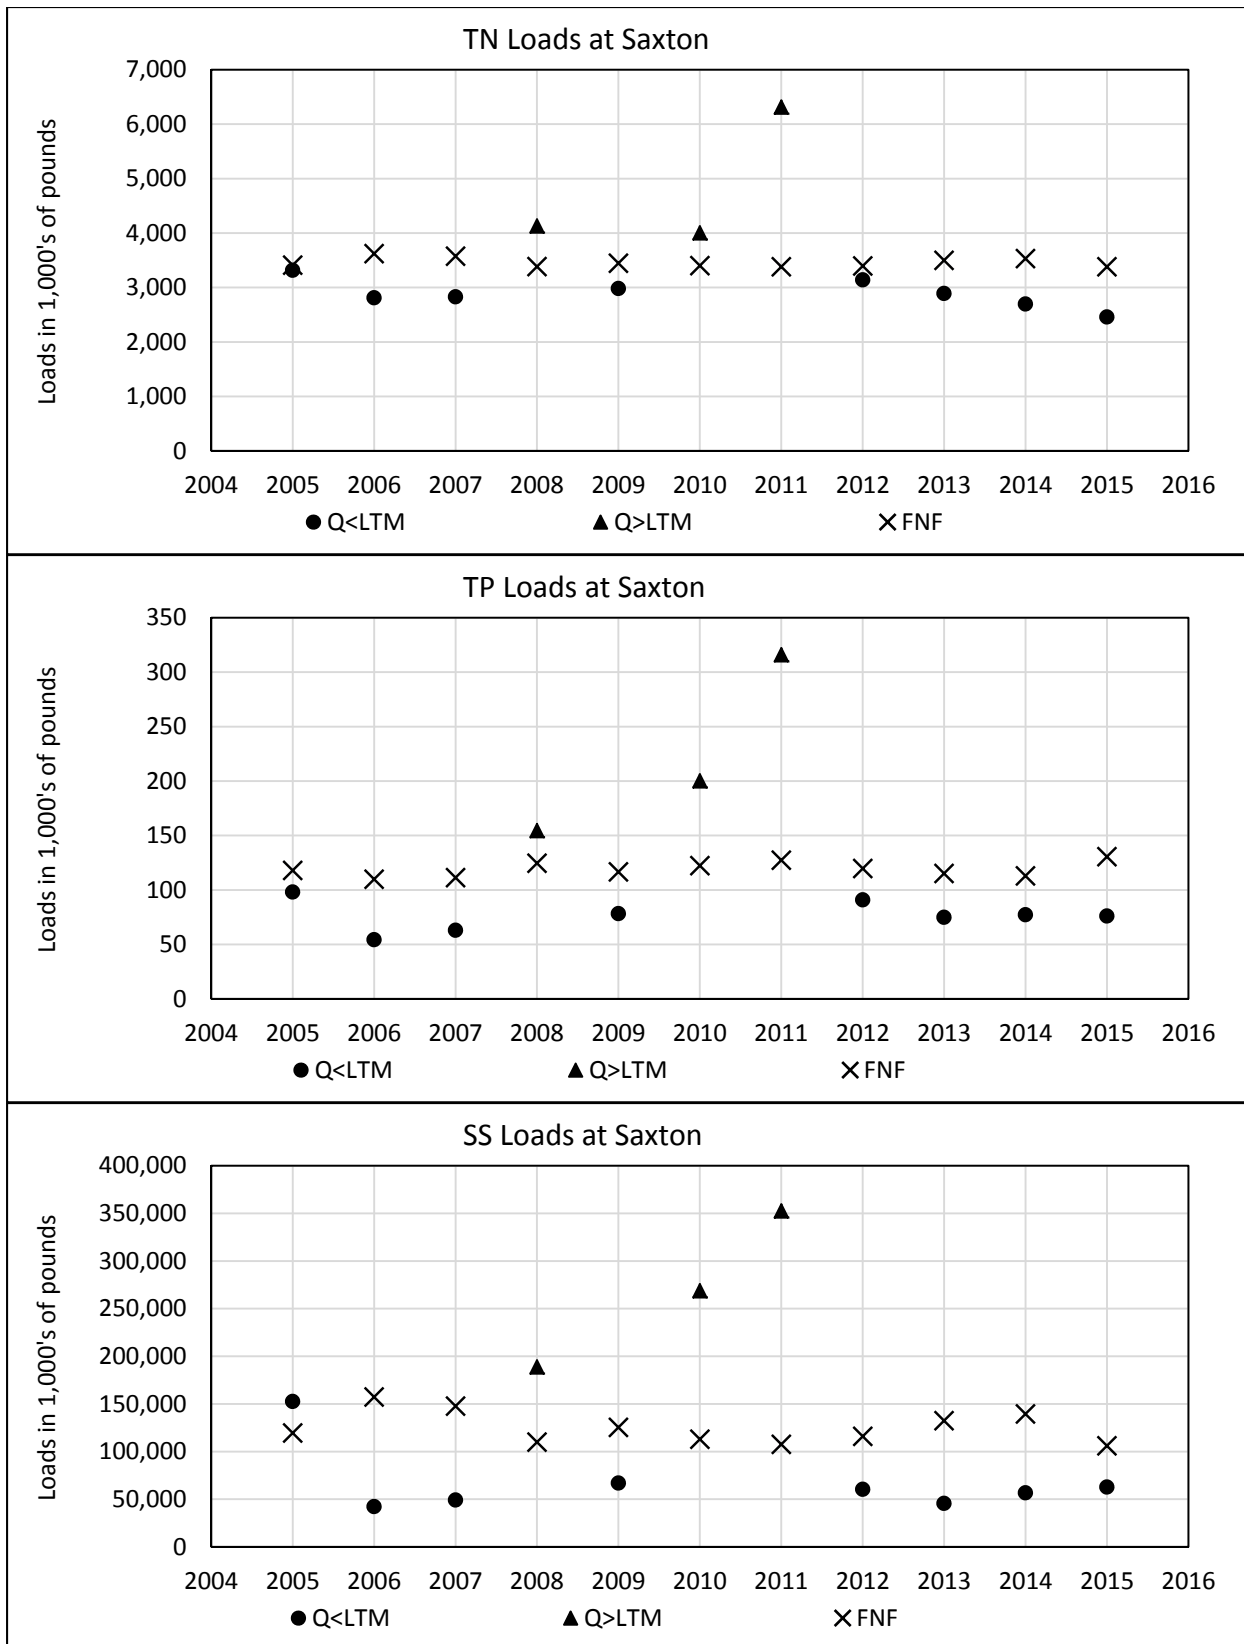 TN Loads at Saxton
Loads in 1,000's of pounds
7,000
6,000
5,000
4,000
3,000
2,000
1,000
0
2004 2005 2006 2007 2008 2009 2010 2011 2012 2013 2014 2015 2016
Q<LTM Q>LTM FNF
TP Loads at Saxton
Loads in 1,000's of pounds
350
300
250
200
150
100
50
0
2004 2005 2006 2007 2008 2009 2010 2011 2012 2013 2014 2015 2016
Q<LTM Q>LTM FNF
SS Loads at Saxton
Loads in 1,000's of pounds
400,000
350,000
300,000
250,000
200,000
150,000
100,000
50,000
0
2004 2005 2006 2007 2008 2009 2010 2011 2012 2013 2014 2015 2016
Q<LTM Q>LTM FNF